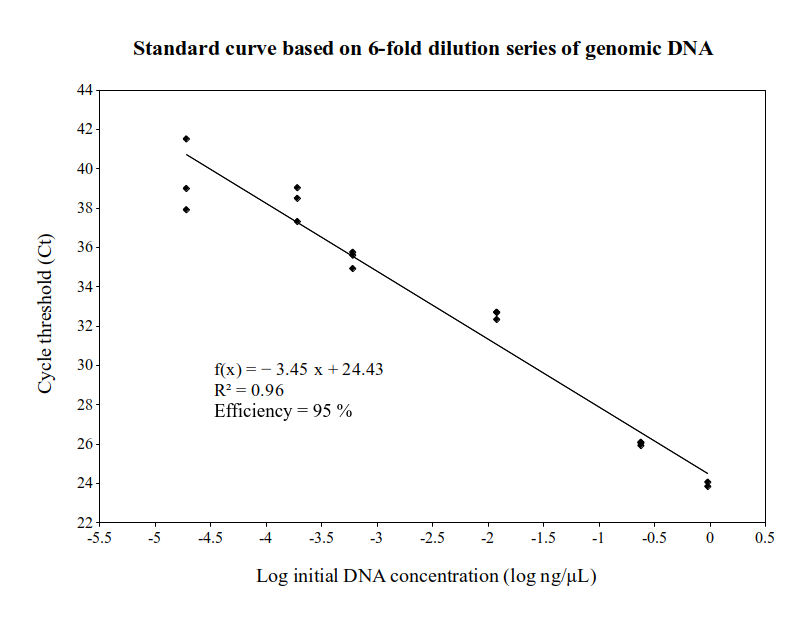 Standard curve based on 6-fold dilution series of genomic DNA
Cycle threshold (Ct)
44
42
40
38
36
34
32
30
28
26
24
22
f(x) = − 3.45 x + 24.43
R² = 0.96
Efficiency = 95 %
-5.5 -5 -4.5 -4 -3.5 -3 -2.5 -2 -1.5 -1 -0.5 0 0.5
Log initial DNA concentration (log ng/μL)